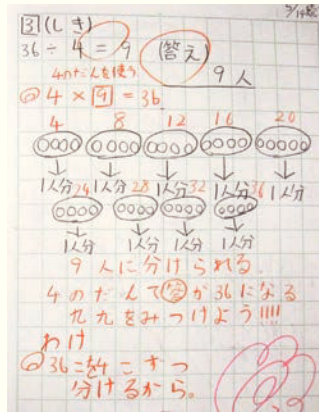 3 (しき)
36 ÷ 4 = 9 (答え)
9人
4のだんを使う
4 × 9 = 36
4 8 12 16 20
1人分 24 1人分 28 1人分 32 1人分 36 1人分
1人分 1人分 1人分 1人分
9人に分けられる。
4のだんで答が36になる
九九をみつけよう!!!!
わけ
36こを4こずつ
分けるから。